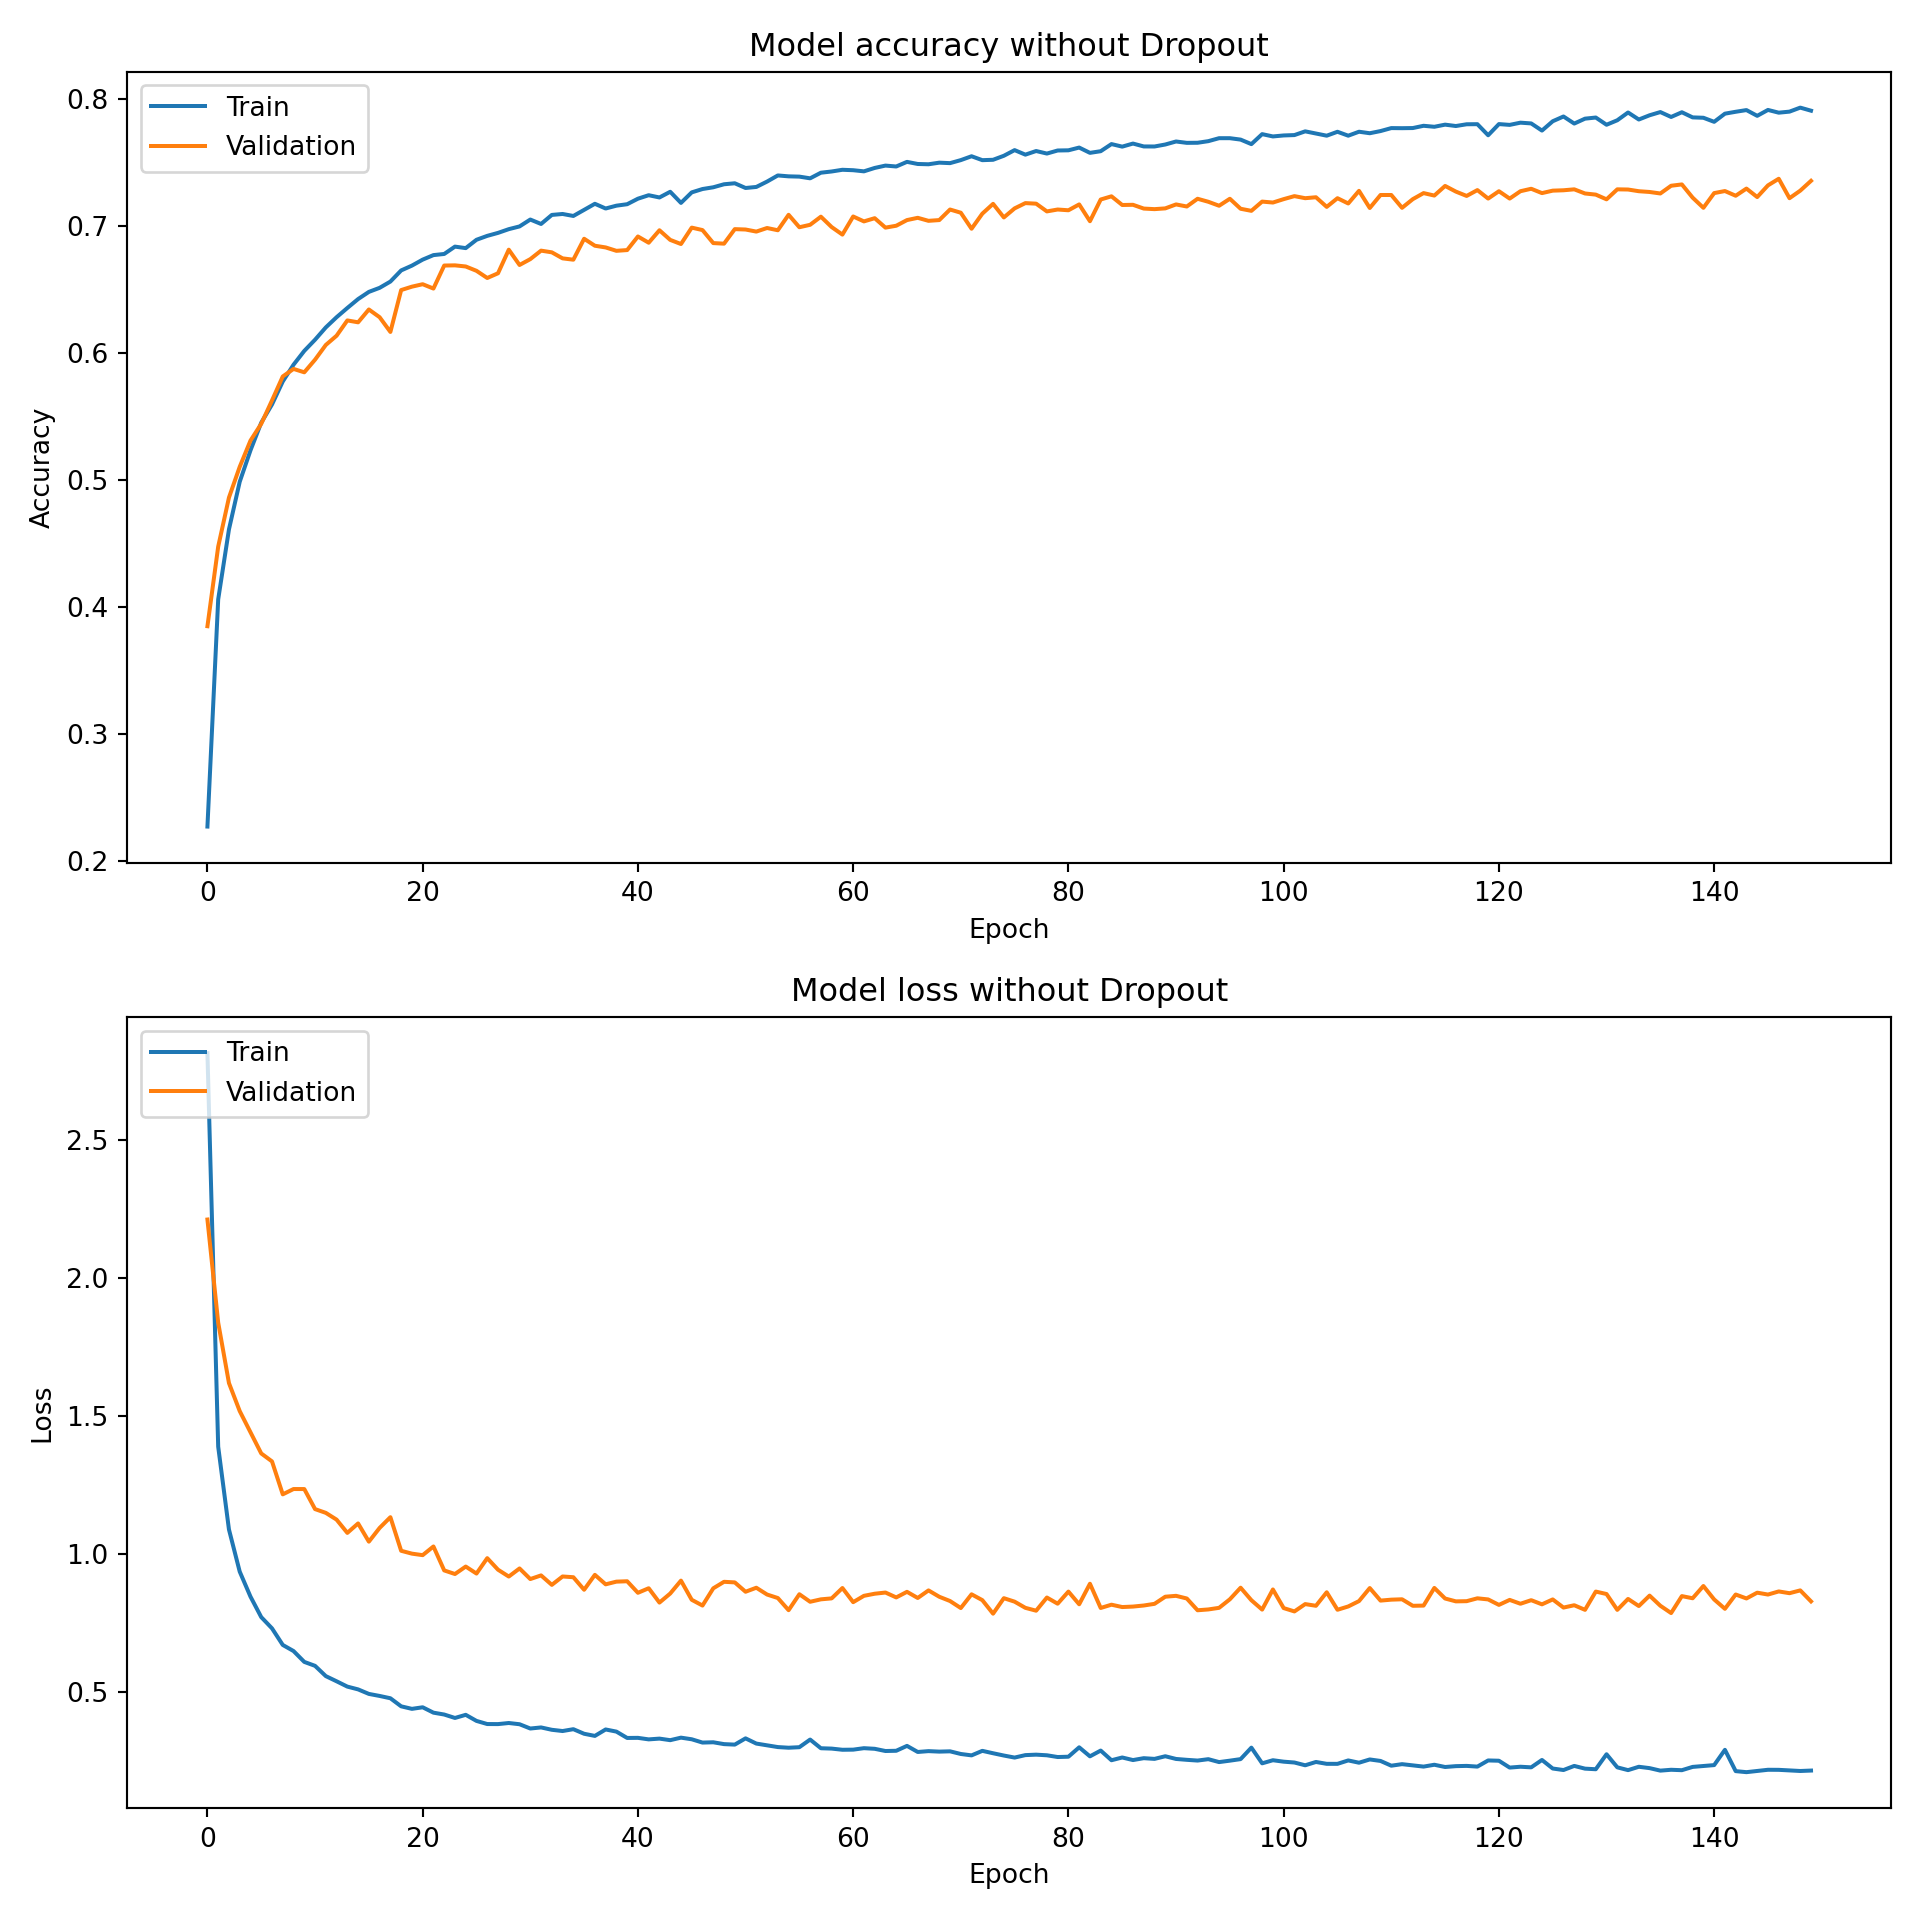 Model accuracy without Dropout
Train
Validation
0.8
0.7
0.6
0.5
0.4
0.3
0.2
Accuracy
0 20 40 60 80 100 120 140
Epoch
Model loss without Dropout
Train
Validation
2.5
2.0
1.5
1.0
0.5
Loss
0 20 40 60 80 100 120 140
Epoch